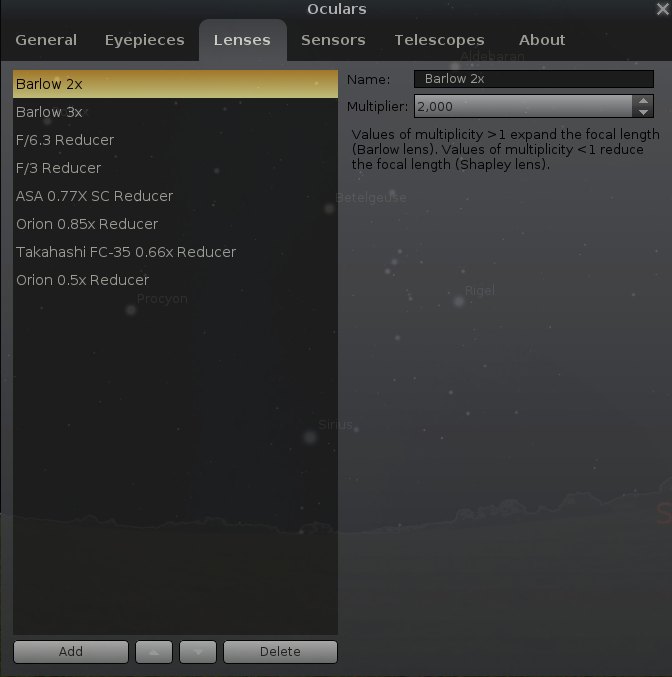 Oculars
General Eyepieces Lenses Sensors Telescopes About
Aldebaran
Barlow 2x
Barlow 3x
F/6.3 Reducer
F/3 Reducer
ASA 0.77X SC Reducer
Orion 0.85x Reducer
Takahashi FC-35 0.66x Reducer
Orion 0.5x Reducer
Name: Barlow 2x
Multiplier: 2,000
Values of multiplicity >1 expand the focal length
(Barlow lens). Values of multiplicity <1 reduce
the focal length (Shapley lens).
Betelgeuse
Rigel
Procyon
Sirius
S
Add Delete